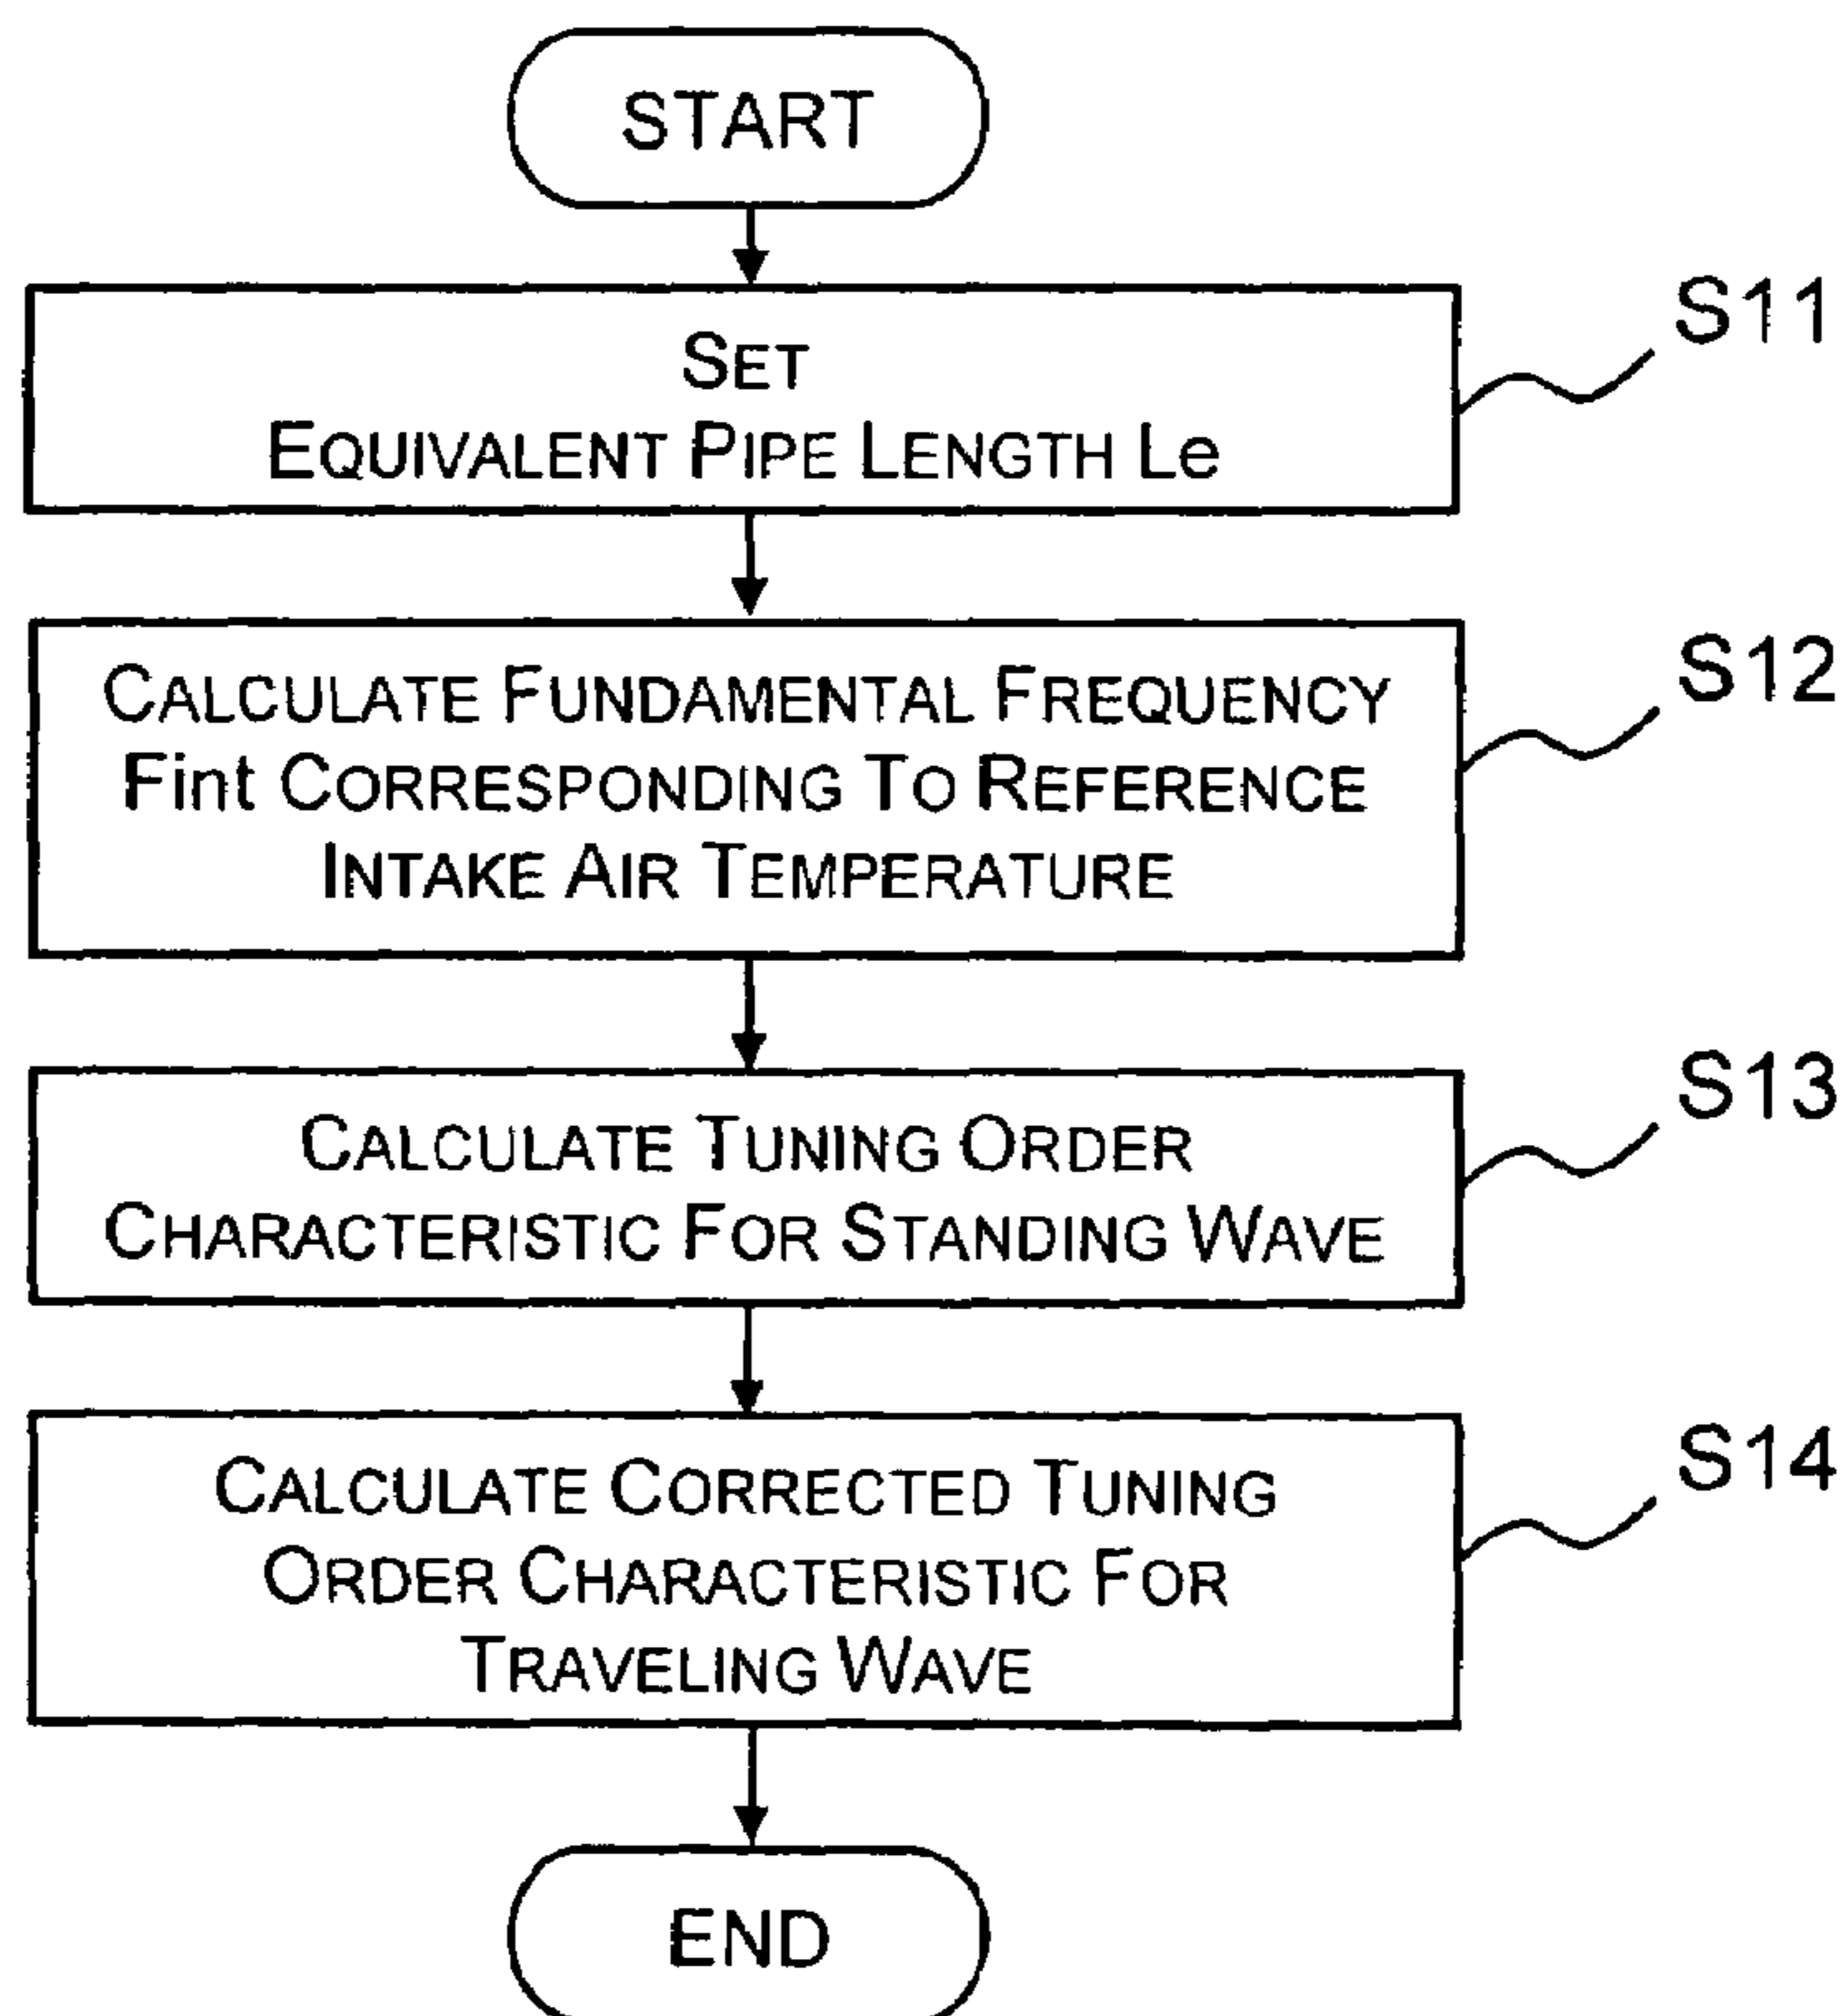 START
S11
SET
EQUIVALENT PIPE LENGTH Le
S12
CALCULATE FUNDAMENTAL FREQUENCY
Fint CORRESPONDING TO REFERENCE
INTAKE AIR TEMPERATURE
S13
CALCULATE TUNING ORDER
CHARACTERISTIC FOR STANDING WAVE
S14
CALCULATE CORRECTED TUNING
ORDER CHARACTERISTIC FOR
TRAVELING WAVE
END